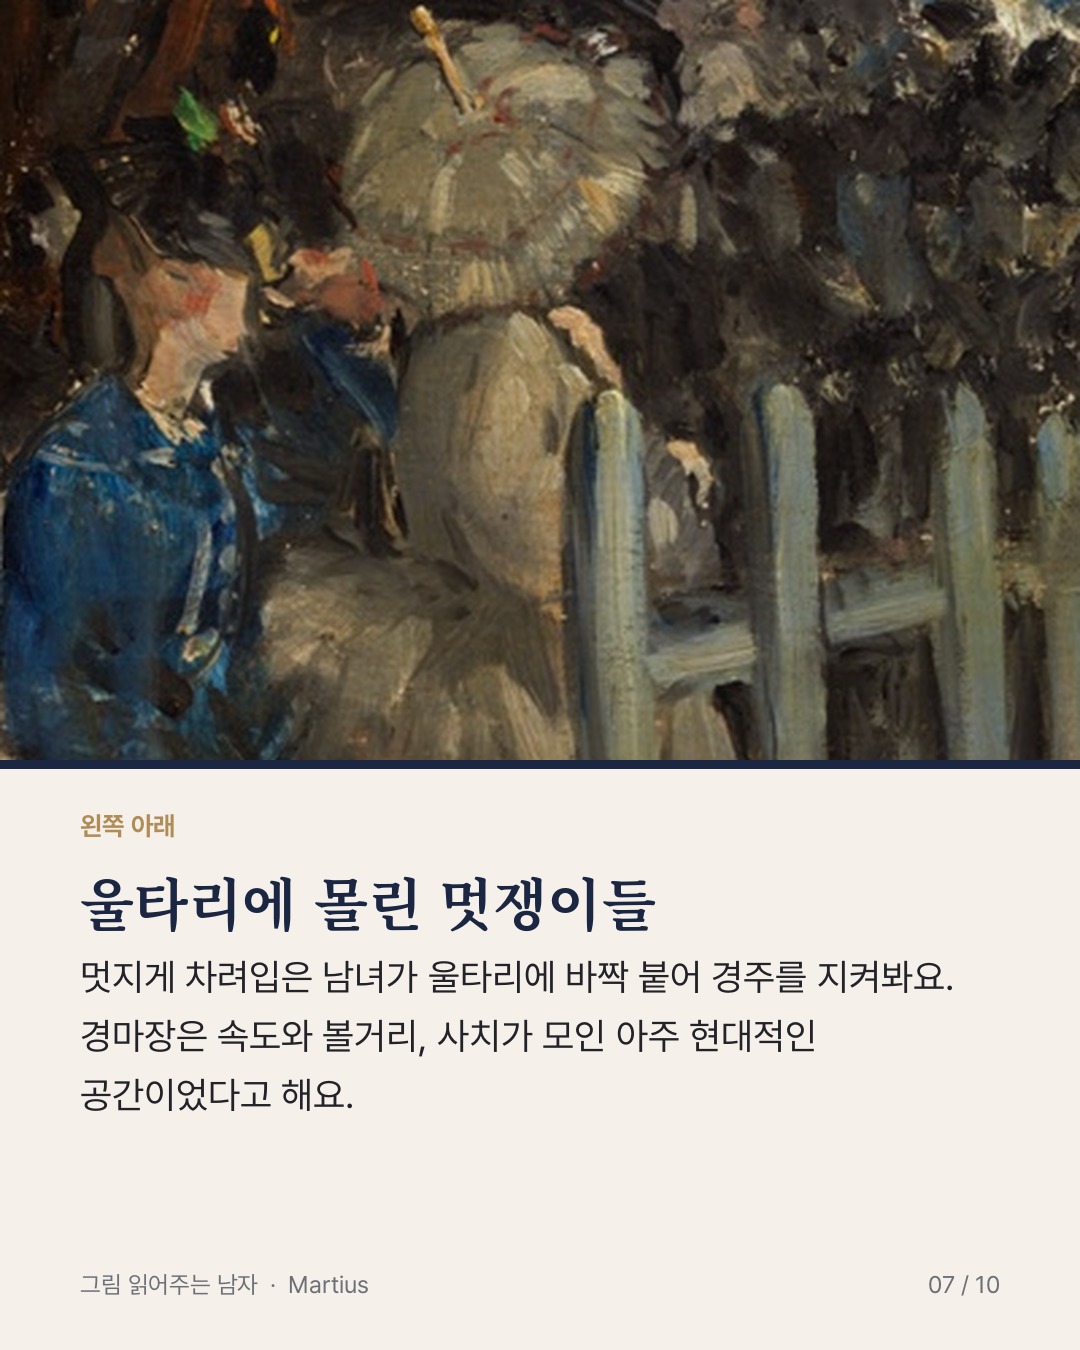 왼쪽 아래
울타리에 몰린 멋쟁이들
멋지게 차려입은 남녀가 울타리에 바짝 붙어 경주를 지켜봐요.
경마장은 속도와 볼거리, 사치가 모인 아주 현대적인
공간이었다고 해요.
그림 읽어주는 남자 · Martius
07 / 10